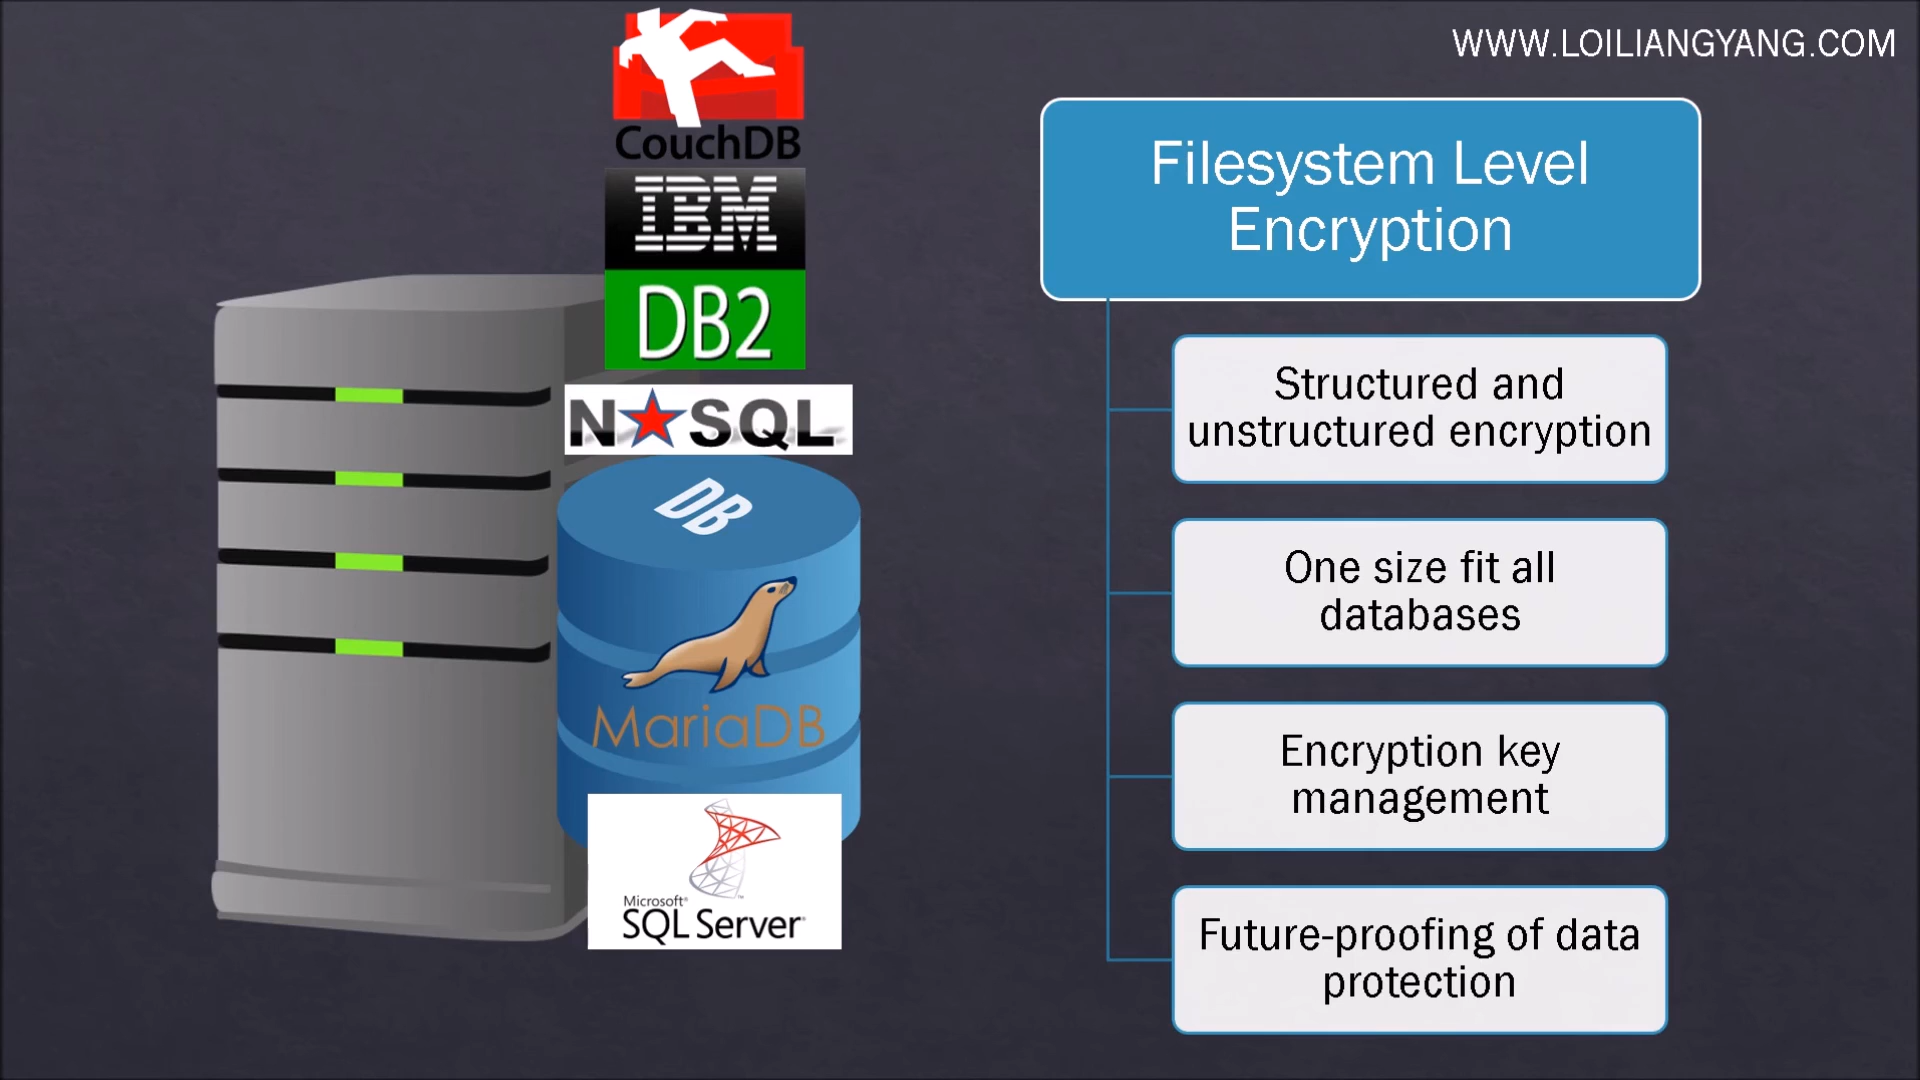 WWW.LOILIANGYANG.COM
CouchDB
IBM
DB2
NSQL
DB
MariaDB
Microsoft®
SQL Server®
Filesystem Level
Encryption
Structured and
unstructured encryption
One size fit all
databases
Encryption key
management
Future-proofing of data
protection